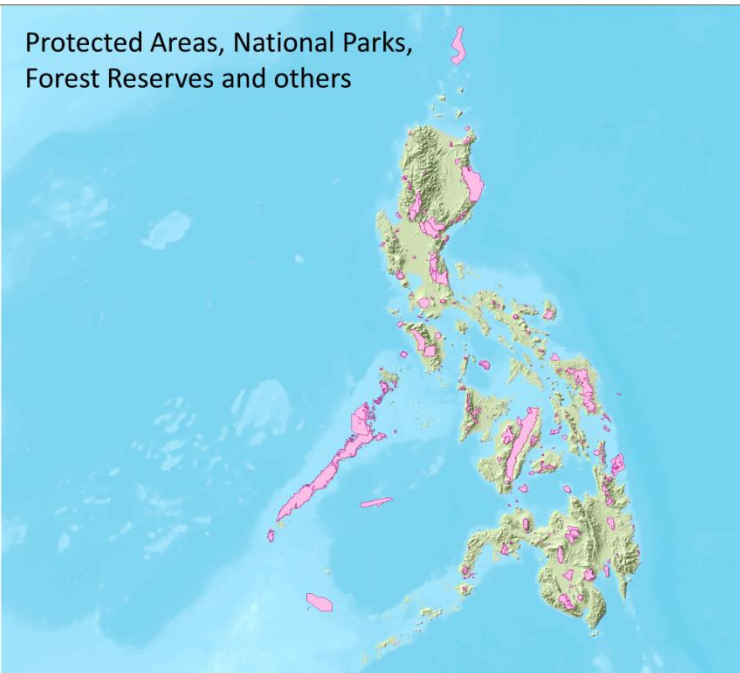 Protected Areas, National Parks,
Forest Reserves and others